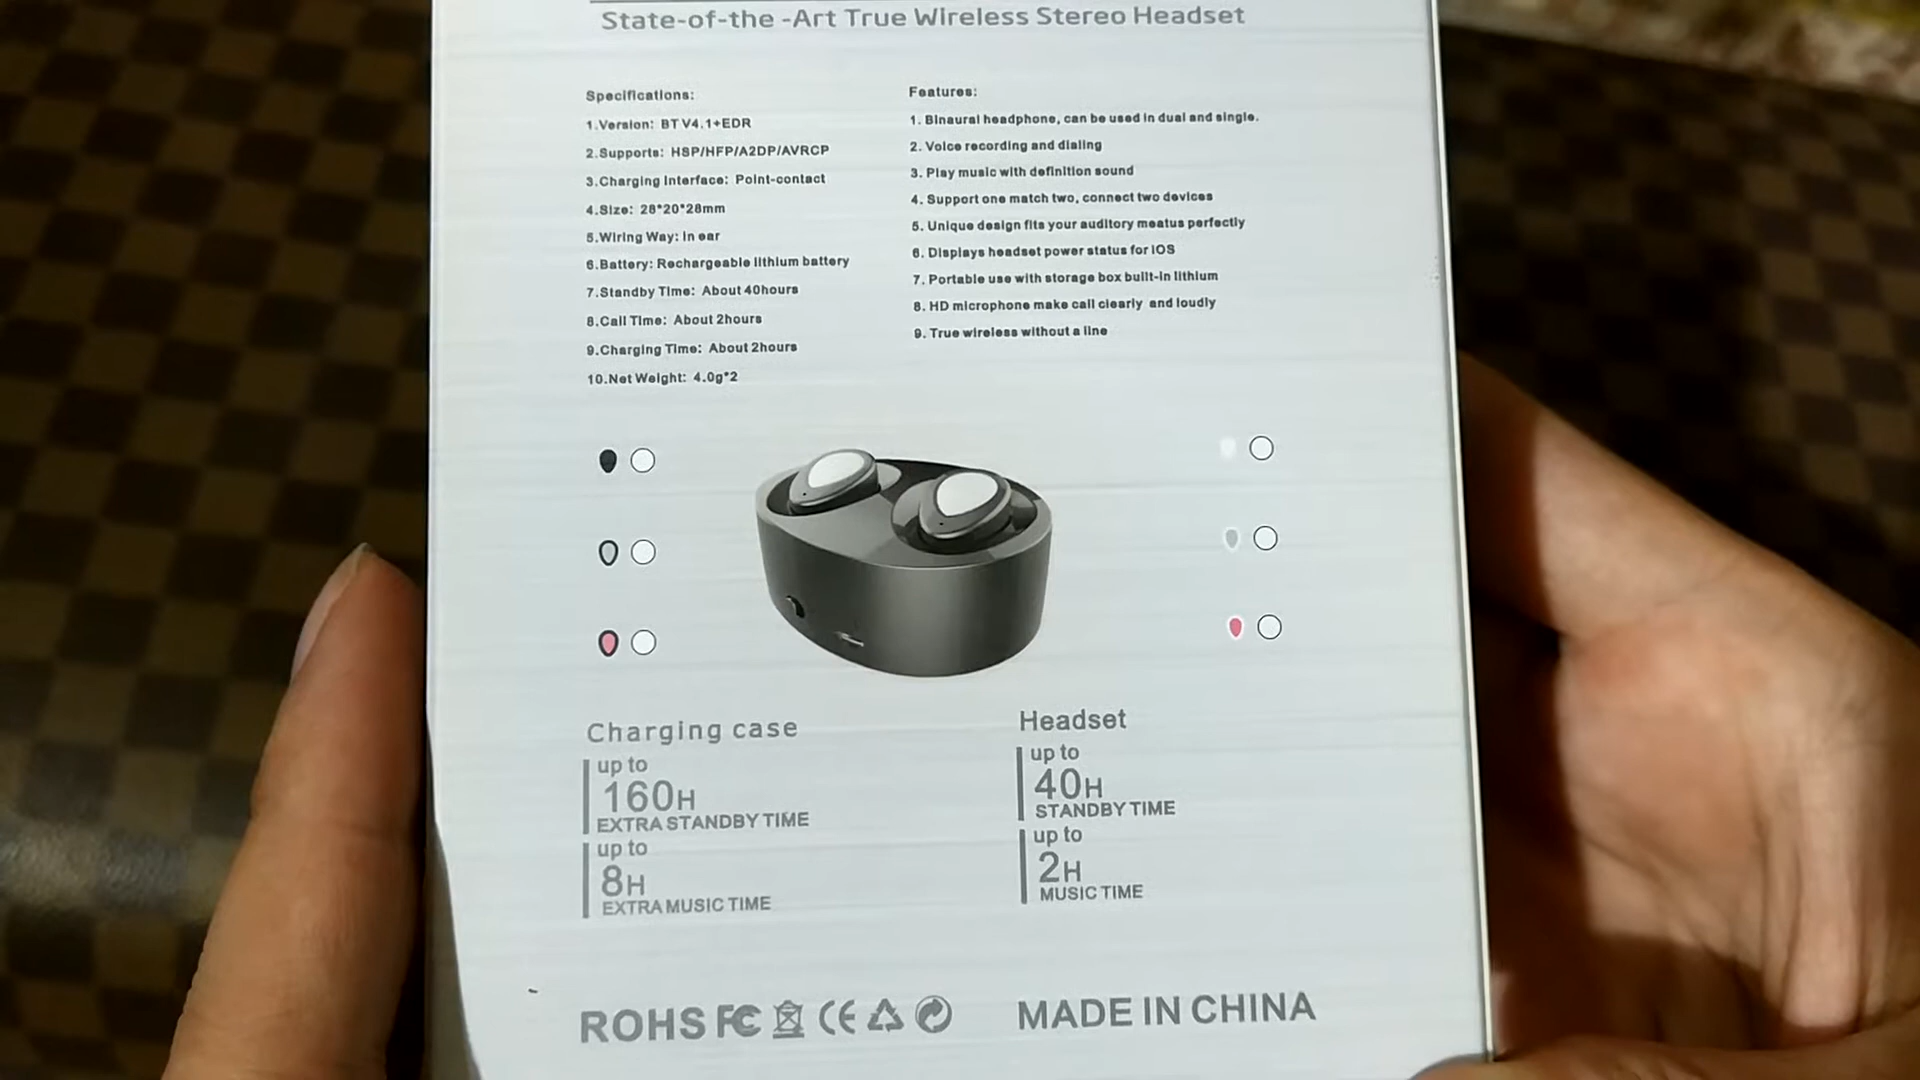 State-of-the -Art True Wireless Stereo Headset
Specifications:
1.Version: BT V4.1+EDR
2.Supports: HSP/HFP/A2DP/AVRCP
3.Charging Interface: Point-contact
4.Size: 28*20*28mm
5.Wiring Way: In ear
6.Battery: Rechargeable lithium battery
7.Standby Time: About 40hours
8.Call Time: About 2hours
9.Charging Time: About 2hours
10.Net Weight: 4.0g*2
Features:
1. Binaural headphone, can be used in dual and single.
2. Voice recording and dialing
3. Play music with definition sound
4. Support one match two, connect two devices
5. Unique design fits your auditory meatus perfectly
6. Displays headset power status for IOS
7. Portable use with storage box built-in lithium
8. HD microphone make call clearly and loudly
9. True wireless without a line
Charging case
up to
160H
EXTRA STANDBY TIME
up to
8H
EXTRA MUSIC TIME
Headset
up to
40H
STANDBY TIME
up to
2H
MUSIC TIME
ROHS FC CE MADE IN CHINA